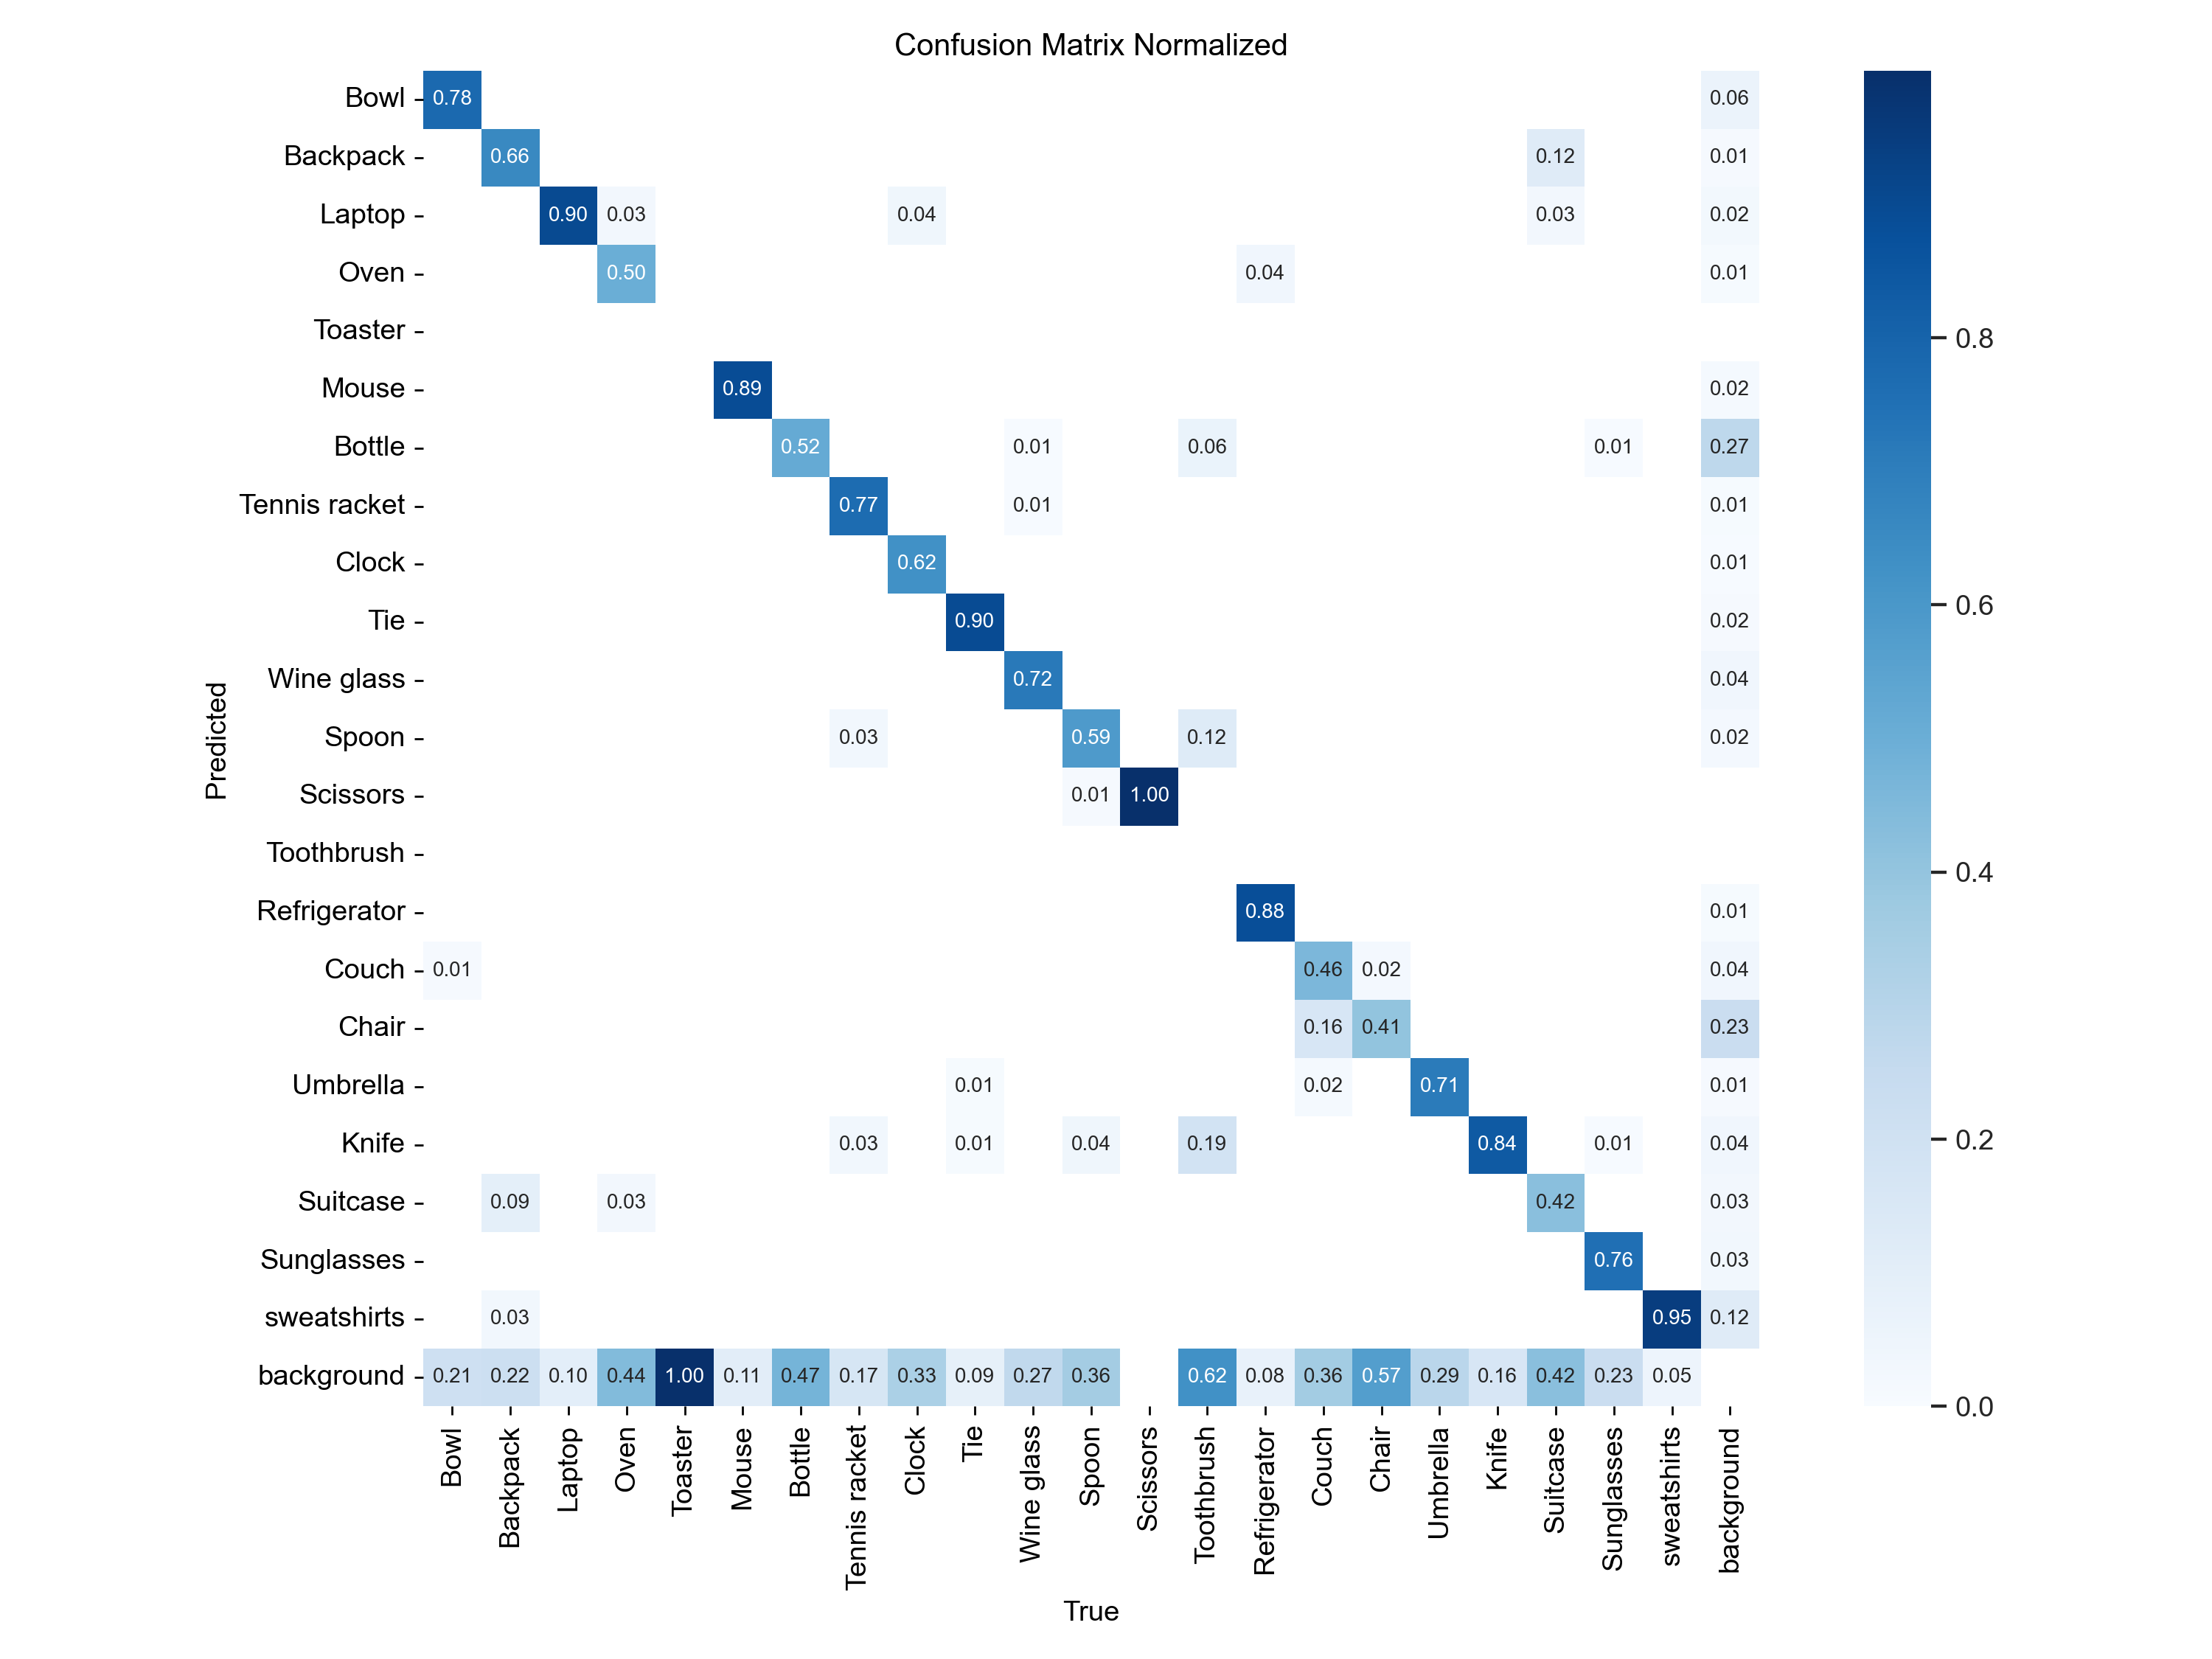 Confusion Matrix Normalized
Bowl 0.78 0.06
Backpack 0.66 0.12 0.01
Laptop 0.90 0.03 0.04 0.03 0.02
Oven 0.50 0.04 0.01
Toaster
Mouse 0.89 0.02
Bottle 0.52 0.01 0.06 0.01 0.27
Tennis racket 0.77 0.01 0.01
Clock 0.62 0.01
Tie 0.90 0.02
Wine glass 0.72 0.04
Spoon 0.03 0.59 0.12 0.02
Scissors 0.01 1.00
Toothbrush
Refrigerator 0.88 0.01
Couch 0.01 0.46 0.02 0.04
Chair 0.16 0.41 0.23
Umbrella 0.01 0.02 0.71 0.01
Knife 0.03 0.01 0.04 0.19 0.84 0.01 0.04
Suitcase 0.09 0.03 0.42 0.03
Sunglasses 0.76 0.03
sweatshirts 0.03 0.95 0.12
background 0.21 0.22 0.10 0.44 1.00 0.11 0.47 0.17 0.33 0.09 0.27 0.36 0.62 0.08 0.36 0.57 0.29 0.16 0.42 0.23 0.05
Predicted
Bowl
Backpack
Laptop
Oven
Toaster
Mouse
Bottle
Tennis racket
Clock
Tie
Wine glass
Spoon
Scissors
Toothbrush
Refrigerator
Couch
Chair
Umbrella
Knife
Suitcase
Sunglasses
sweatshirts
background
True
0.8
0.6
0.4
0.2
0.0